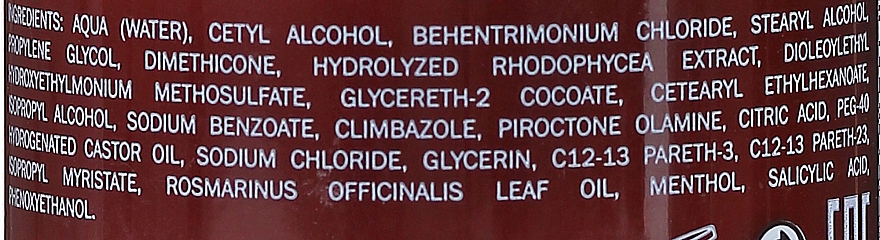 INGREDIENTS: AQUA (WATER), CETYL ALCOHOL, BEHENTRIMONIUM CHLORIDE, STEARYL ALCOHOL,
PROPYLENE GLYCOL, DIMETHICONE, HYDROLYZED RHODOPHYCEA EXTRACT, DIOLEOYLETHYL
HYDROXYETHYLMONIUM METHOSULFATE, GLYCERETH-2 COCOATE, CETEARYL ETHYLHEXANOATE,
ISOPROPYL ALCOHOL, SODIUM BENZOATE, CLIMBAZOLE, PIROCTONE OLAMINE, CITRIC ACID, PEG-40
HYDROGENATED CASTOR OIL, SODIUM CHLORIDE, GLYCERIN, C12-13 PARETH-3, C12-13 PARETH-23,
ISOPROPYL MYRISTATE, ROSMARINUS OFFICINALIS LEAF OIL, MENTHOL, SALICYLIC ACID,
PHENOXYETHANOL.